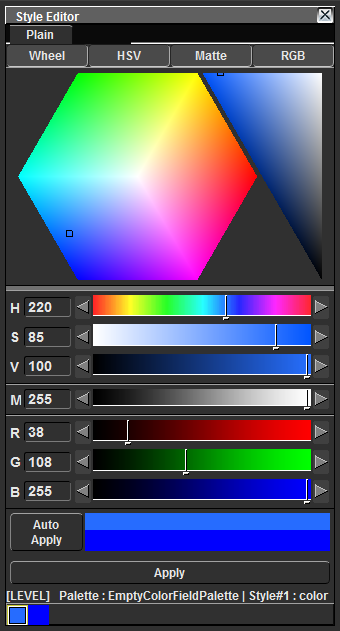 Style Editor
Plain
Wheel HSV Matte RGB
H 220
S 85
V 100
M 255
R 38
G 108
B 255
Auto
Apply
Apply
[LEVEL] Palette : EmptyColorFieldPalette | Style#1 : color